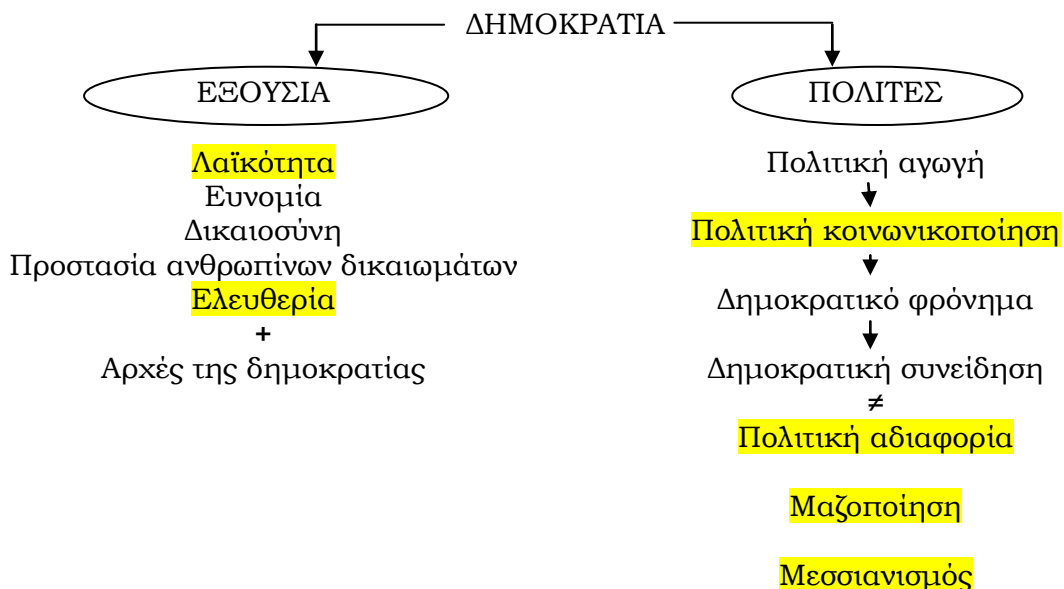 ΔΗΜΟΚΡΑΤΙΑ
ΕΞΟΥΣΙΑ
Λαϊκότητα
Ευνομία
Δικαιοσύνη
Προστασία ανθρωπίνων δικαιωμάτων
Ελευθερία
+
Αρχές της δημοκρατίας
ΠΟΛΙΤΕΣ
Πολιτική αγωγή
Πολιτική κοινωνικοποίηση
Δημοκρατικό φρόνημα
Δημοκρατική συνείδηση
≠
Πολιτική αδιαφορία
Μαζοποίηση
Μεσσιανισμός